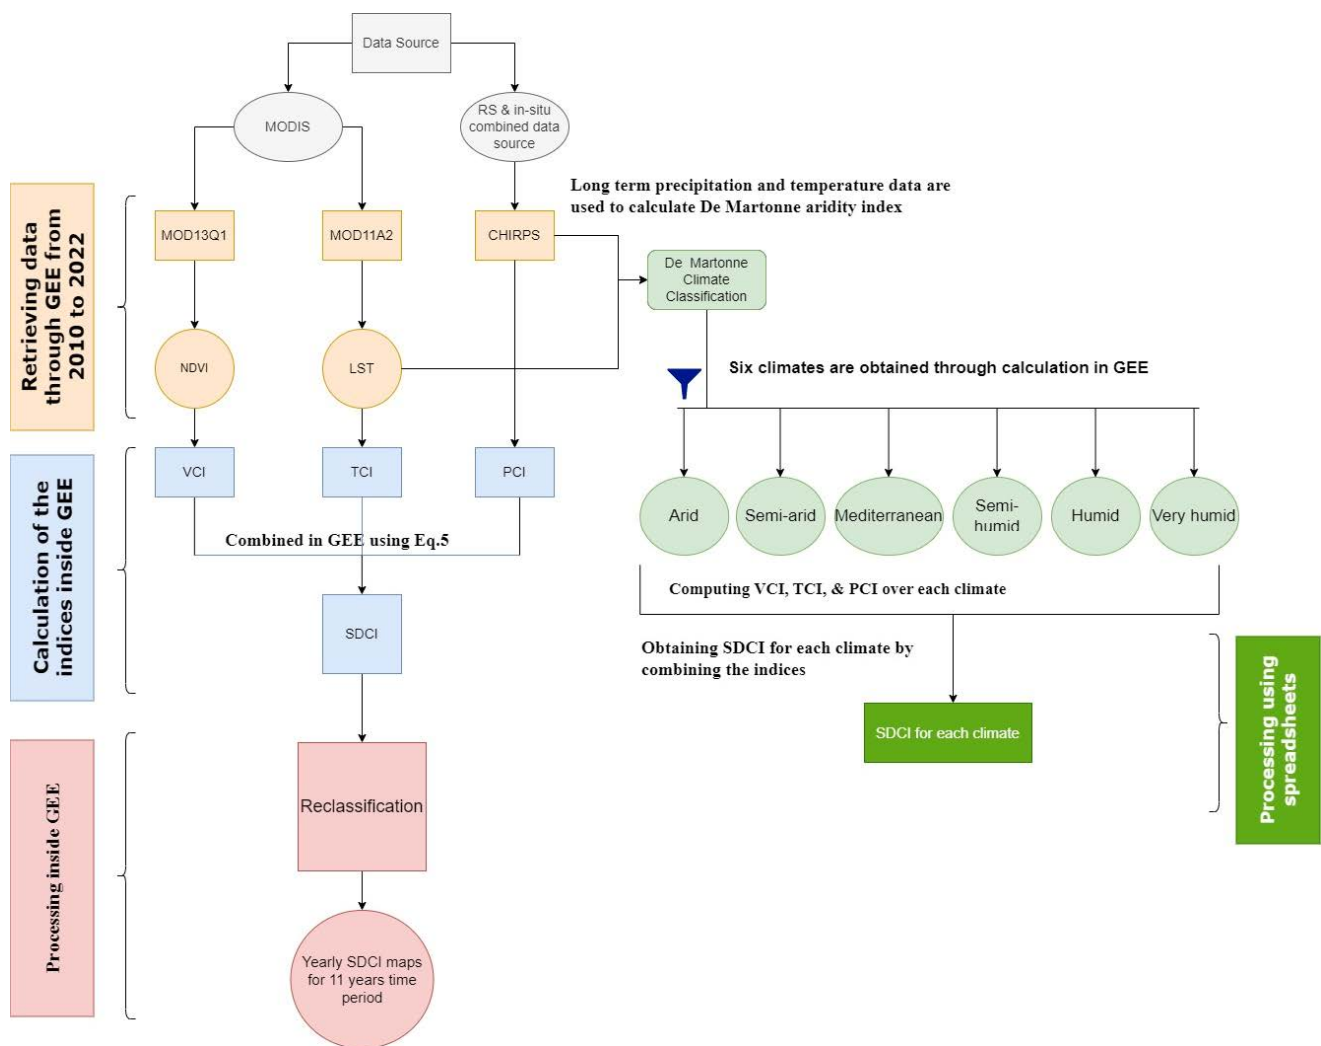 Data Source
MODIS
RS & in-situ
combined data
source
Long term precipitation and temperature data are
used to calculate De Martonne aridity index
Retrieving data
through GEE from
2010 to 2022
MOD13Q1
MOD11A2
CHIRPS
De Martonne
Climate
Classification
NDVI
LST
Six climates are obtained through calculation in GEE
Calculation of the
indices inside GEE
VCI
TCI
PCI
Arid
Semi-arid
Mediterranean
Semi-
humid
Humid
Very humid
Combined in GEE using Eq.5
Computing VCI, TCI, & PCI over each climate
SDCI
Obtaining SDCI for each climate by
combining the indices
SDCI for each climate
Processing using
spreadsheets
Processing inside GEE
Reclassification
Yearly SDCI maps
for 11 years time
period